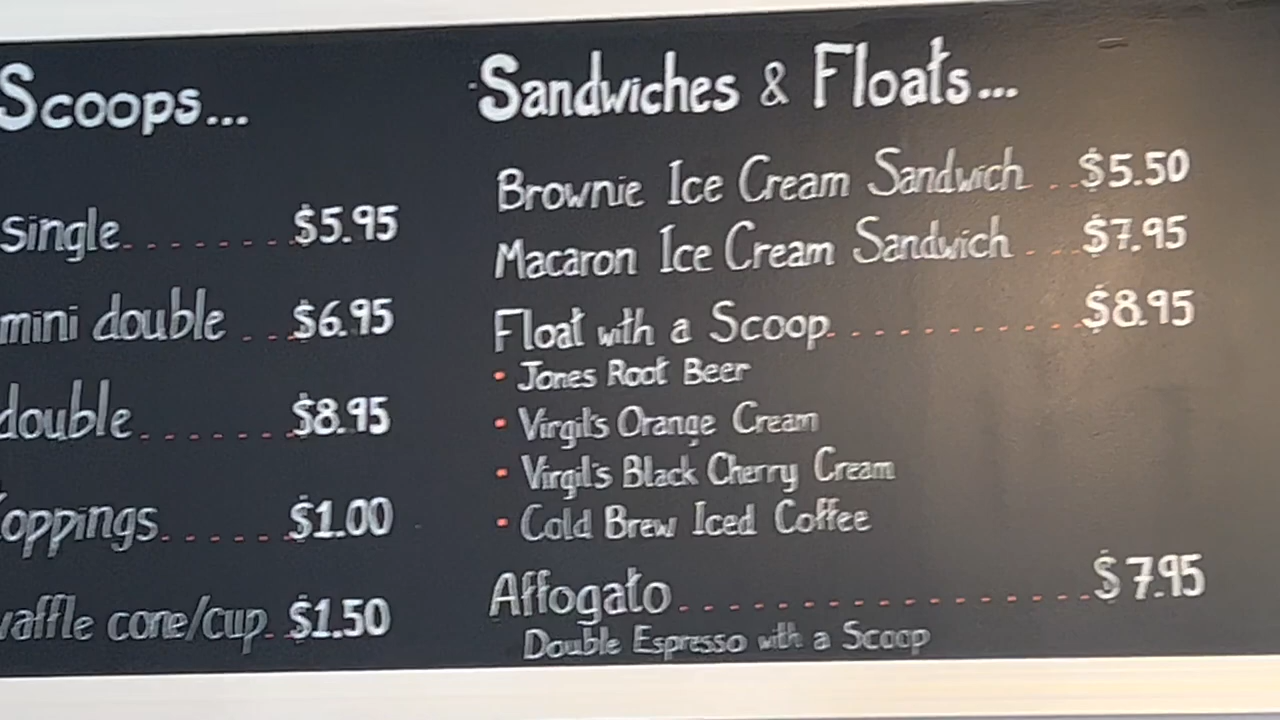 Scoops...
single........$5.95
mini double...$6.95
double.......$8.95
toppings......$1.00
waffle cone/cup..$1.50
Sandwiches & Floats...
Brownie Ice Cream Sandwich...$5.50
Macaron Ice Cream Sandwich...$7.95
Float with a Scoop............$8.95
• Jones Root Beer
• Virgil's Orange Cream
• Virgil's Black Cherry Cream
• Cold Brew Iced Coffee
Affogato..................$7.95
Double Espresso with a Scoop